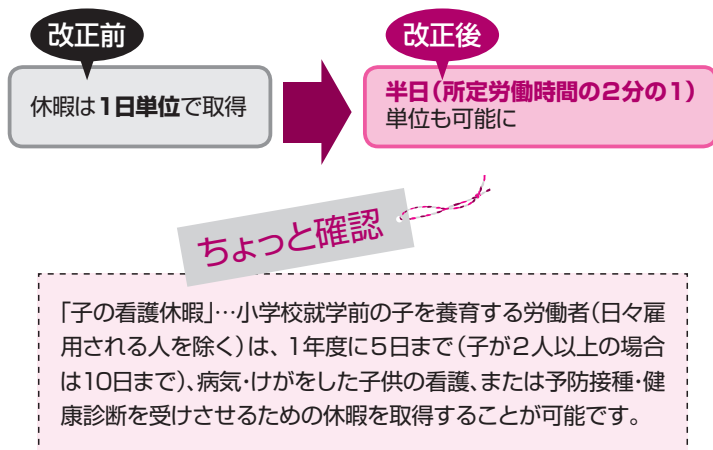 改正前
改正後
休暇は1日単位で取得
半日(所定労働時間の2分の1)
単位も可能に
ちょっと確認
「子の看護休暇」…小学校就学前の子を養育する労働者(日々雇
用される人を除く)は、1年度に5日まで(子が2人以上の場合
は10日まで)、病気・けがをした子供の看護、または予防接種・健
康診断を受けさせるための休暇を取得することが可能です。